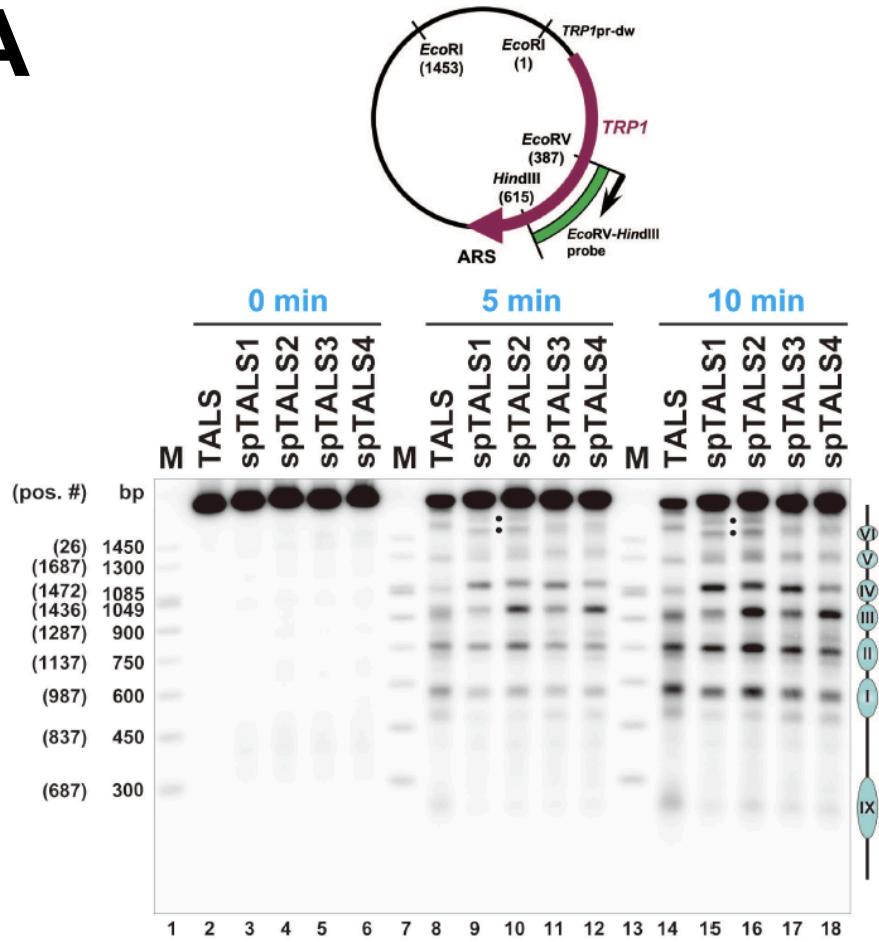 A
EcoRI
(1453)
EcoRI
(1)
TRP1pr-dw
TRP1
EcoRV
(387)
HindIII
(615)
ARS
EcoRV-HindIII
probe
0 min
5 min
10 min
M
TALS
spTALS1
spTALS2
spTALS3
spTALS4
M
TALS
spTALS1
spTALS2
spTALS3
spTALS4
M
TALS
spTALS1
spTALS2
spTALS3
spTALS4
(pos. #) bp
(26) 1450
(1687) 1300
(1472) 1085
(1436) 1049
(1287) 900
(1137) 750
(987) 600
(837) 450
(687) 300
VI
V
IV
III
II
I
IX
1 2 3 4 5 6 7 8 9 10 11 12 13 14 15 16 17 18